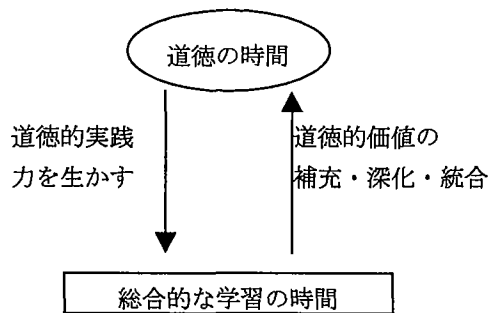 道徳の時間
道徳的実践
力を生かす
道徳的価値の
補充・深化・統合
総合的な学習の時間